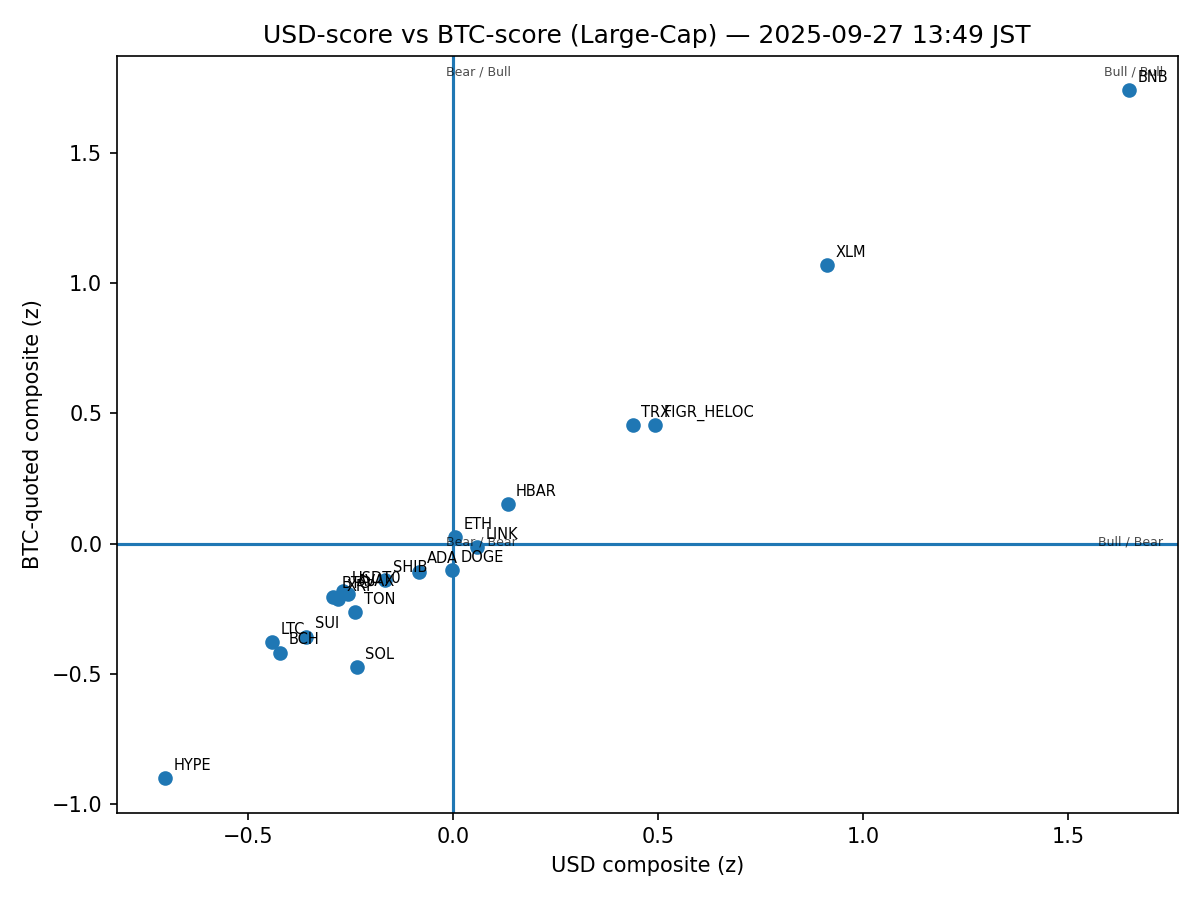 USD-score vs BTC-score (Large-Cap) — 2025-09-27 13:49 JST
Bear / Bull
Bull / Bull
BNB
1.5
XLM
1.0
0.5
TRX
FIGR_HELOC
HBAR
ETH
LINK
0.0
Bear / Bear
Bull / Bear
DOGE
ADA
SHIB
TON
SUI
LTC
BCH
SOL
−0.5
HYPE
−1.0
−0.5
0.0
0.5
1.0
1.5
USD composite (z)
BTC-quoted composite (z)